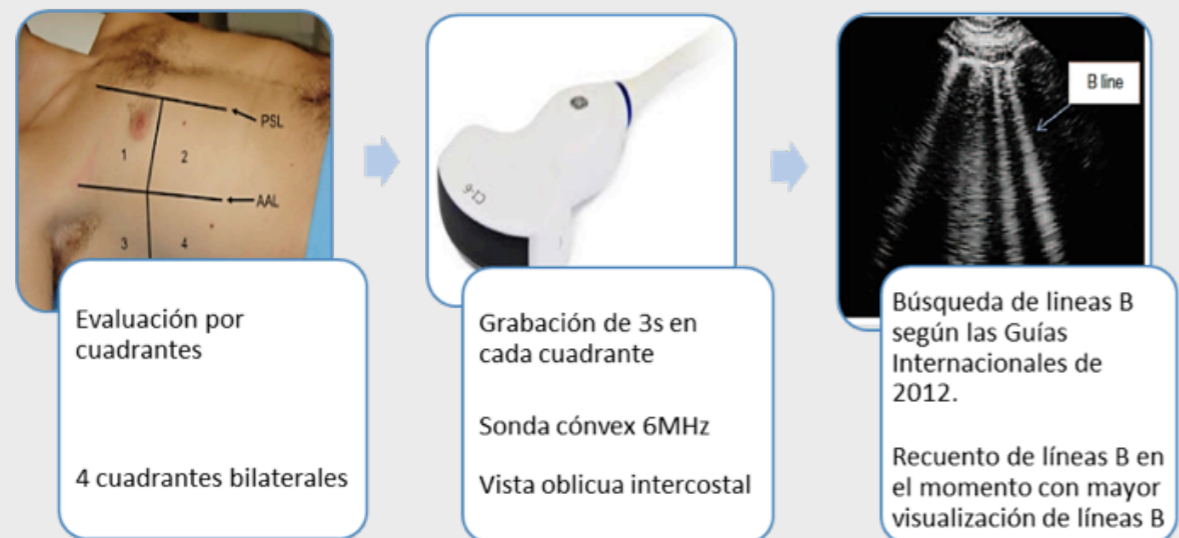 PSL
1
2
AAL
3
4
Evaluación por
cuadrantes
4 cuadrantes bilaterales
C1-6
Grabación de 3s en
cada cuadrante
Sonda cónvex 6MHz
Vista oblicua intercostal
B line
Búsqueda de lineas B
según las Guías
Internacionales de
2012.
Recuento de líneas B en
el momento con mayor
visualización de líneas B